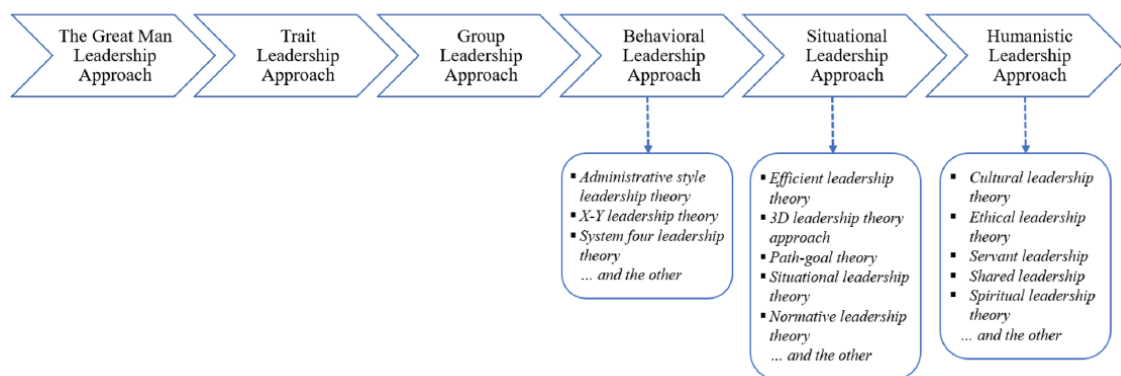 The Great Man
Leadership
Approach
Trait
Leadership
Approach
Group
Leadership
Approach
Behavioral
Leadership
Approach
Situational
Leadership
Approach
Humanistic
Leadership
Approach
▪ Administrative style
leadership theory
▪ X-Y leadership theory
▪ System four leadership
theory
... and the other
▪ Efficient leadership
theory
▪ 3D leadership theory
approach
▪ Path-goal theory
▪ Situational leadership
theory
▪ Normative leadership
theory
... and the other
▪ Cultural leadership
theory
▪ Ethical leadership
theory
▪ Servant leadership
▪ Shared leadership
▪ Spiritual leadership
theory
... and the other